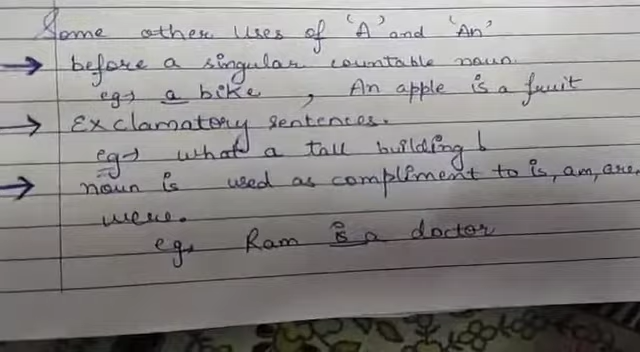 Some other uses of 'A' and 'An'
→ before a singular countable noun.
eg→ a bike , An apple is a fruit
→ Exclamatory sentences.
eg→ what a tall building !
→ noun is used as compliment to is, am, are,
were.
eg→ Ram is a doctor